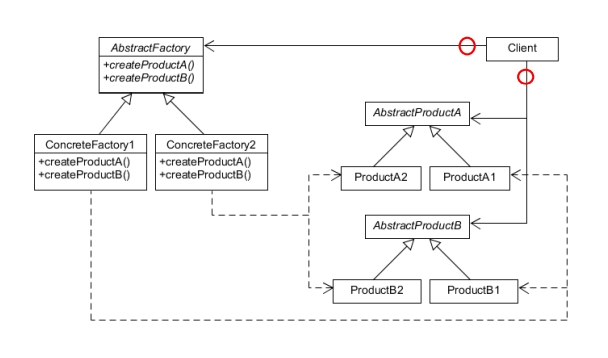 AbstractFactory
+createProductA()
+createProductB()
Client
AbstractProductA
ConcreteFactory1
+createProductA()
+createProductB()
ConcreteFactory2
+createProductA()
+createProductB()
ProductA2
ProductA1
AbstractProductB
ProductB2
ProductB1